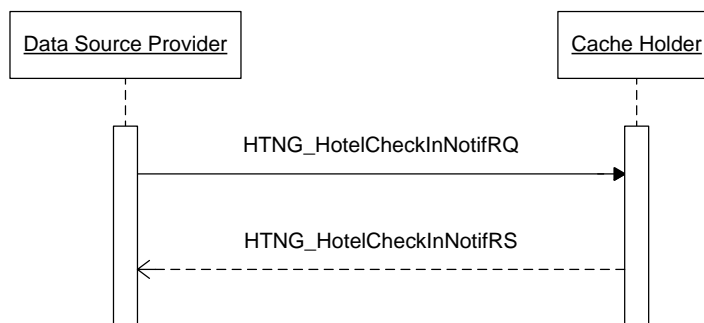 Data Source Provider
Cache Holder
HTNG_HotelCheckInNotifRQ
HTNG_HotelCheckInNotifRS